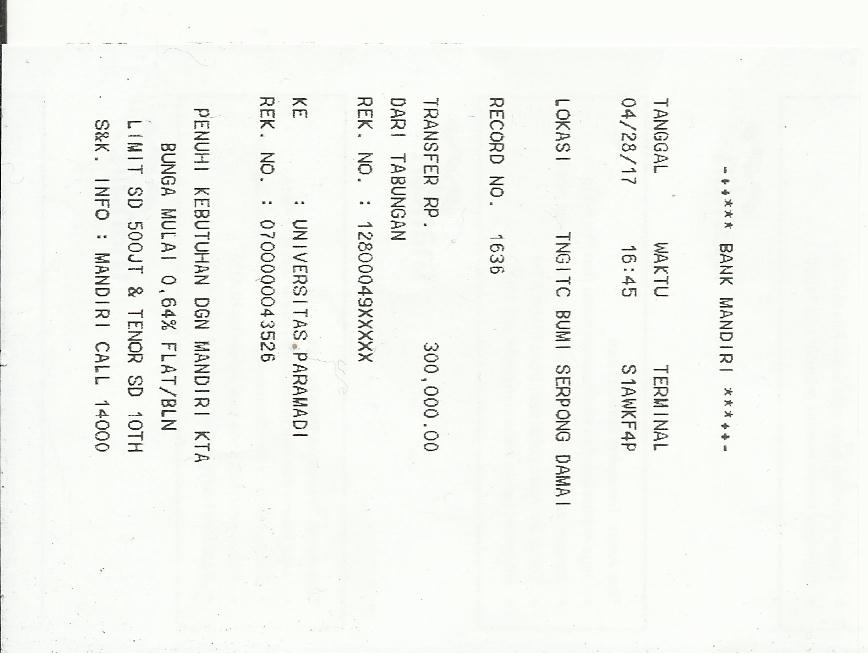 -++*** BANK MANDIRI ***++-
TANGGAL WAKTU TERMINAL
04/28/17 16:45 S1AWKF4P
LOKASI TNGITC BUMI SERPONG DAMAI
RECORD NO. 1636
TRANSFER RP. 300,000.00
DARI TABUNGAN
REK. NO. : 12800049XXXXX
KE : UNIVERSITAS PARAMADI
REK. NO. : 0700000043526
PENUHI KEBUTUHAN DGN MANDIRI KTA
BUNGA MULAI 0,64% FLAT/BLN
LIMIT SD 500JT & TENOR SD 10TH
S&K. INFO : MANDIRI CALL 14000